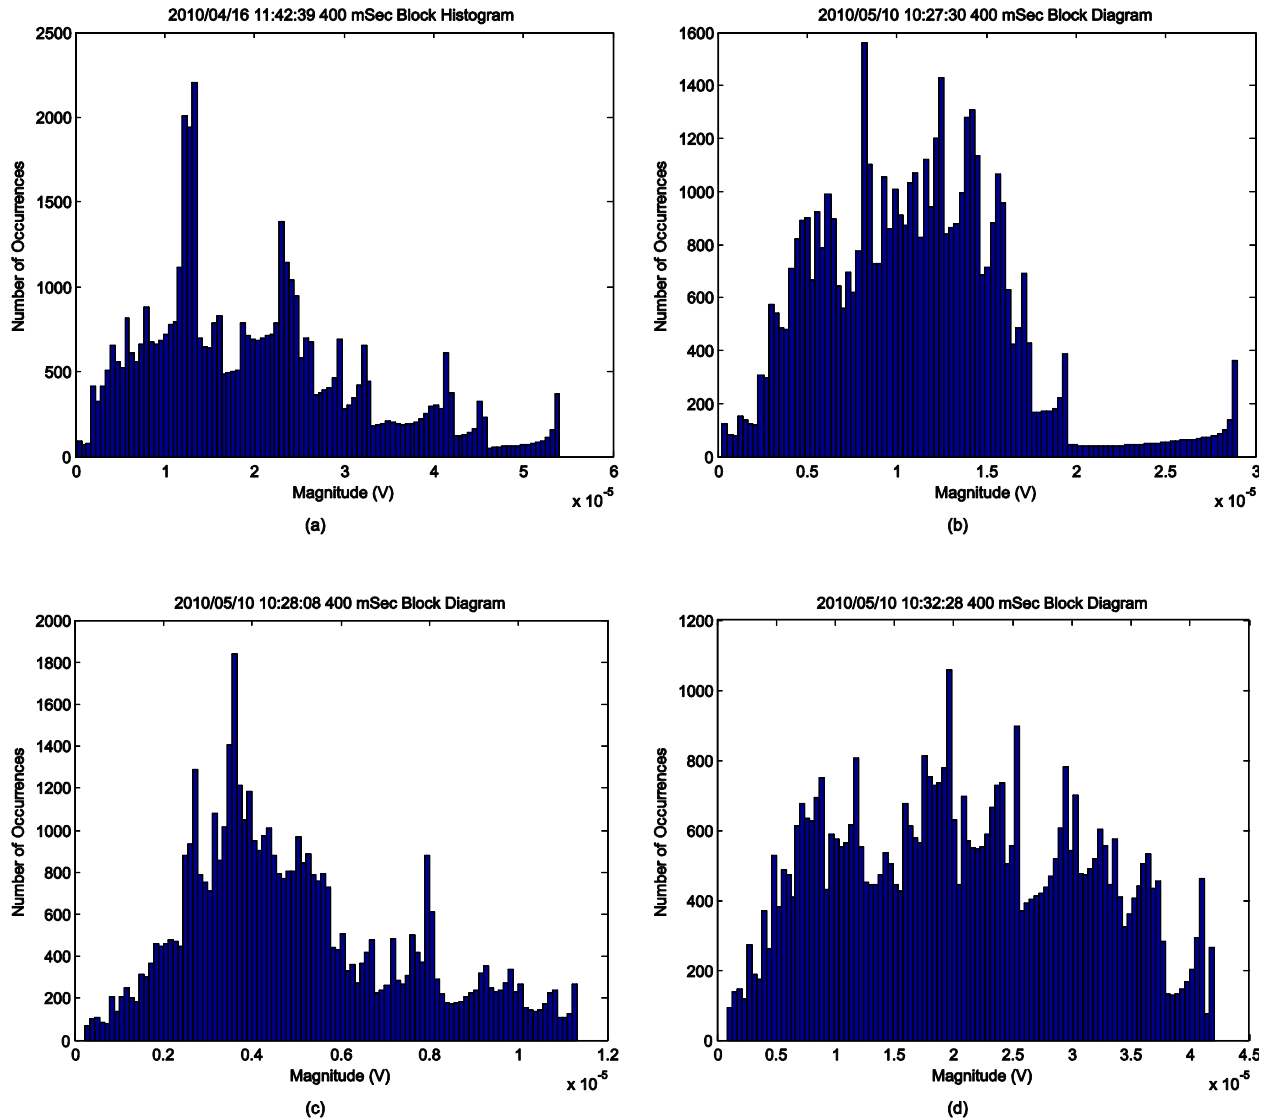 2010/04/16 11:42:39 400 mSec Block Histogram
2500
2000
1500
1000
500
0
Number of Occurrences
0 1 2 3 4 5 6
Magnitude (V)
x 10-5
(a)
2010/05/10 10:27:30 400 mSec Block Diagram
1600
1400
1200
1000
800
600
400
200
0
Number of Occurrences
0 0.5 1 1.5 2 2.5 3
Magnitude (V)
x 10-5
(b)
2010/05/10 10:28:08 400 mSec Block Diagram
2000
1800
1600
1400
1200
1000
800
600
400
200
0
Number of Occurrences
0 0.2 0.4 0.6 0.8 1 1.2
Magnitude (V)
x 10-5
(c)
2010/05/10 10:32:28 400 mSec Block Diagram
1200
1000
800
600
400
200
0
Number of Occurrences
0 0.5 1 1.5 2 2.5 3 3.5 4 4.5
Magnitude (V)
x 10-5
(d)